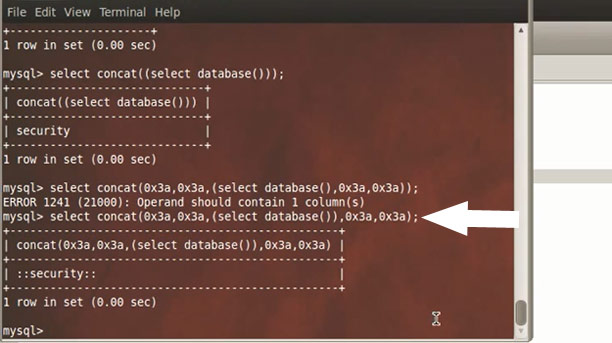 File Edit View Terminal Help
+---------------------+
1 row in set (0.00 sec)
mysql> select concat((select database()));
+-----------------------------+
| concat((select database())) |
+-----------------------------+
| security                    |
+-----------------------------+
1 row in set (0.00 sec)
mysql> select concat(0x3a,0x3a,(select database(),0x3a,0x3a));
ERROR 1241 (21000): Operand should contain 1 column(s)
mysql> select concat(0x3a,0x3a,(select database()),0x3a,0x3a);
+-------------------------------------------------+
| concat(0x3a,0x3a,(select database()),0x3a,0x3a) |
+-------------------------------------------------+
| ::security::                                    |
+-------------------------------------------------+
1 row in set (0.00 sec)
mysql>